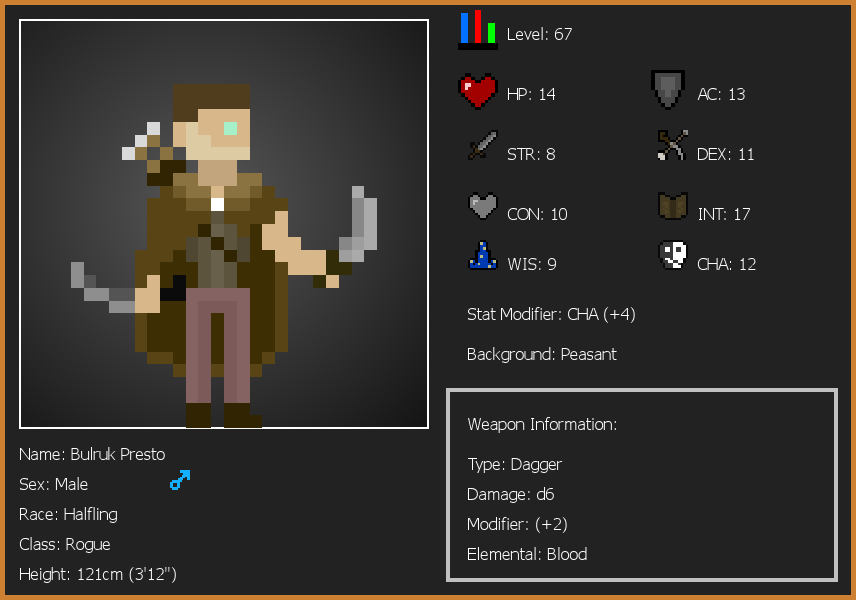 Level: 67
HP: 14
AC: 13
STR: 8
DEX: 11
CON: 10
INT: 17
WIS: 9
CHA: 12
Stat Modifier: CHA (+4)
Background: Peasant
Weapon Information:
Type: Dagger
Damage: d6
Modifier: (+2)
Elemental: Blood
Name: Bulruk Presto
Sex: Male
Race: Halfling
Class: Rogue
Height: 121cm (3'12")